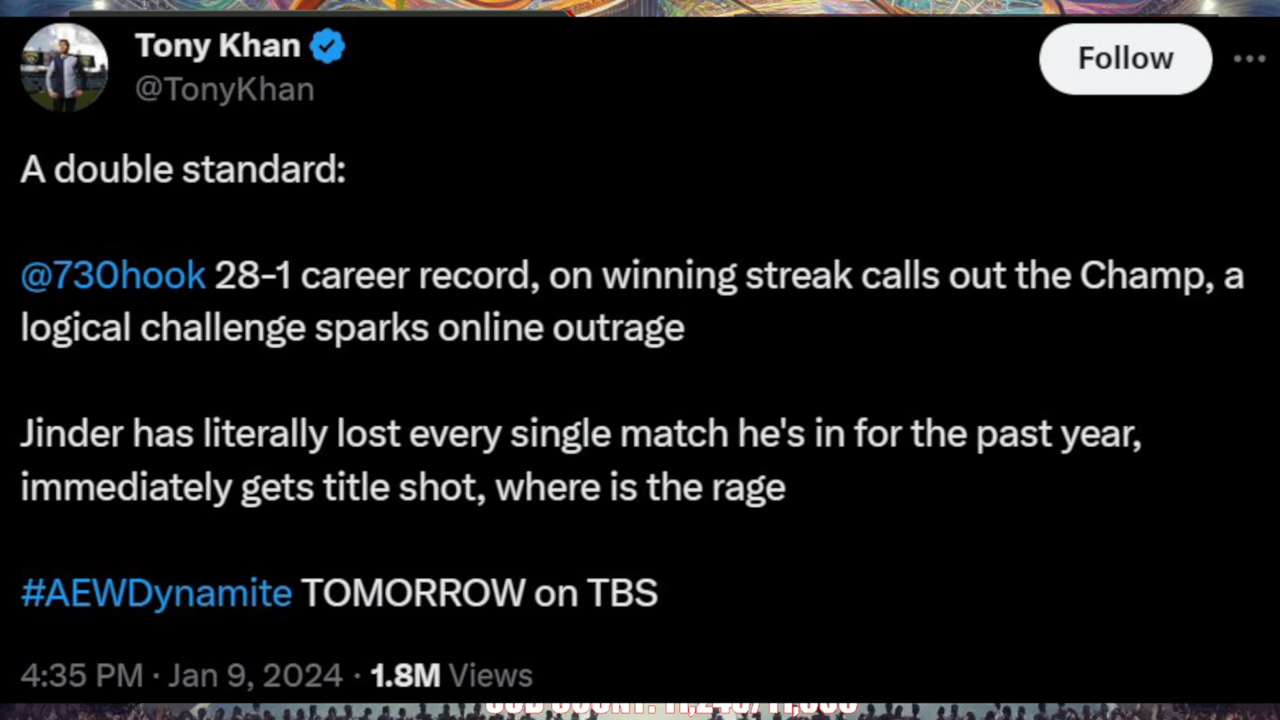 Tony Khan
@TonyKhan
Follow
A double standard:
@730hook 28-1 career record, on winning streak calls out the Champ, a
logical challenge sparks online outrage
Jinder has literally lost every single match he's in for the past year,
immediately gets title shot, where is the rage
#AEWDynamite TOMORROW on TBS
4:35 PM · Jan 9, 2024 · 1.8M Views